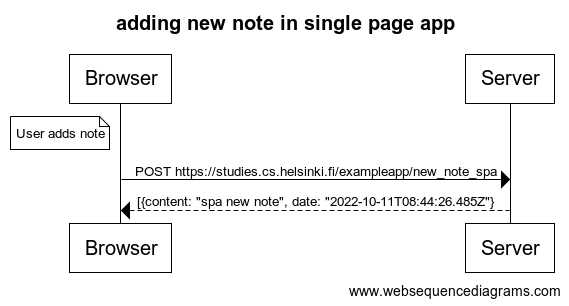 adding new note in single page app
Browser
Server
User adds note
POST https://studies.cs.helsinki.fi/exampleapp/new_note_spa
[{content: "spa new note", date: "2022-10-11T08:44:26.485Z"}
Browser
Server
www.websequencediagrams.com